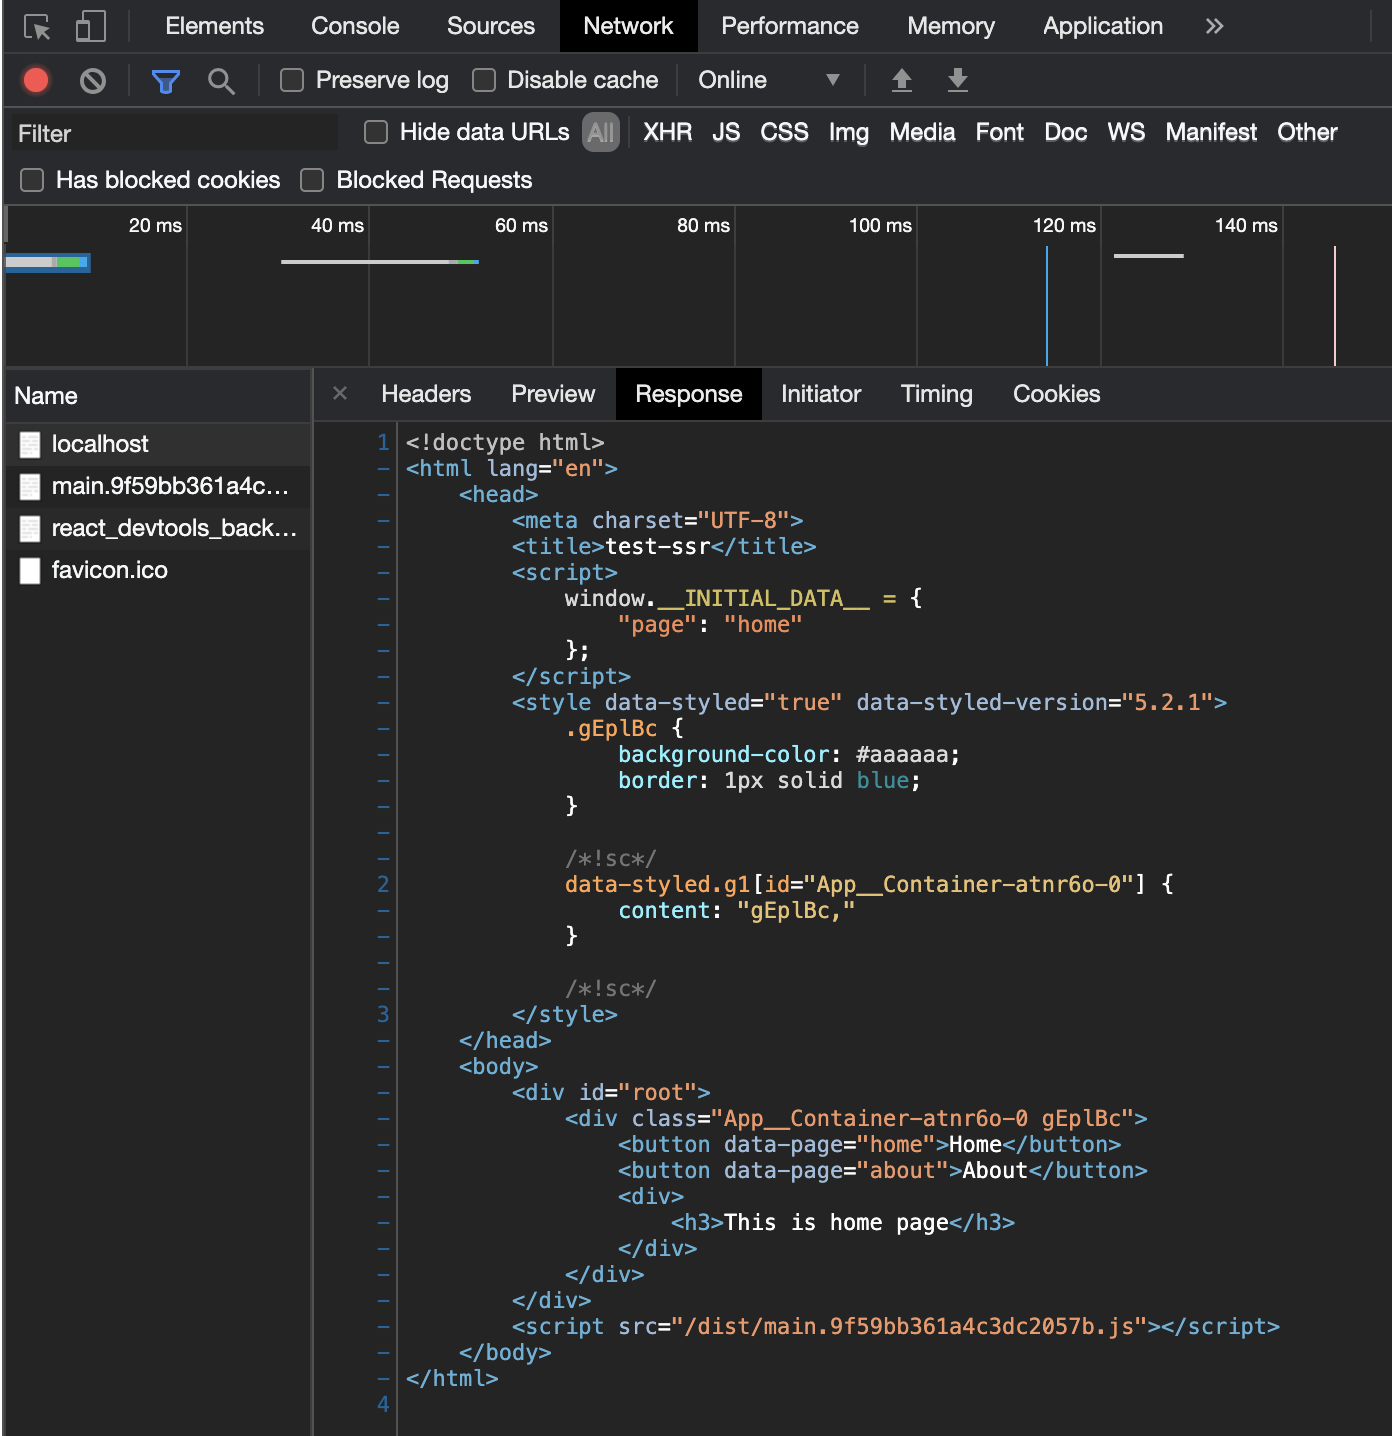 Elements Console Sources Network Performance Memory Application »
Preserve log Disable cache Online
Filter Hide data URLs All XHR JS CSS Img Media Font Doc WS Manifest Other
Has blocked cookies Blocked Requests
20 ms 40 ms 60 ms 80 ms 100 ms 120 ms 140 ms
Name
localhost
main.9f59bb361a4c...
react_devtools_back...
favicon.ico
× Headers Preview Response Initiator Timing Cookies
1 <!doctype html>
- <html lang="en">
-     <head>
-         <meta charset="UTF-8">
-         <title>test-ssr</title>
-         <script>
-             window.__INITIAL_DATA__ = {
-                 "page": "home"
-             };
-         </script>
-         <style data-styled="true" data-styled-version="5.2.1">
-             .gEplBc {
-                 background-color: #aaaaaa;
-                 border: 1px solid blue;
-             }
-
-             /*!sc*/
2             data-styled.g1[id="App__Container-atnr6o-0"] {
-                 content: "gEplBc,"
-             }
-
-             /*!sc*/
3         </style>
-     </head>
-     <body>
-         <div id="root">
-             <div class="App__Container-atnr6o-0 gEplBc">
-                 <button data-page="home">Home</button>
-                 <button data-page="about">About</button>
-                 <div>
-                     <h3>This is home page</h3>
-                 </div>
-             </div>
-         </div>
-         <script src="/dist/main.9f59bb361a4c3dc2057b.js"></script>
-     </body>
- </html>
4